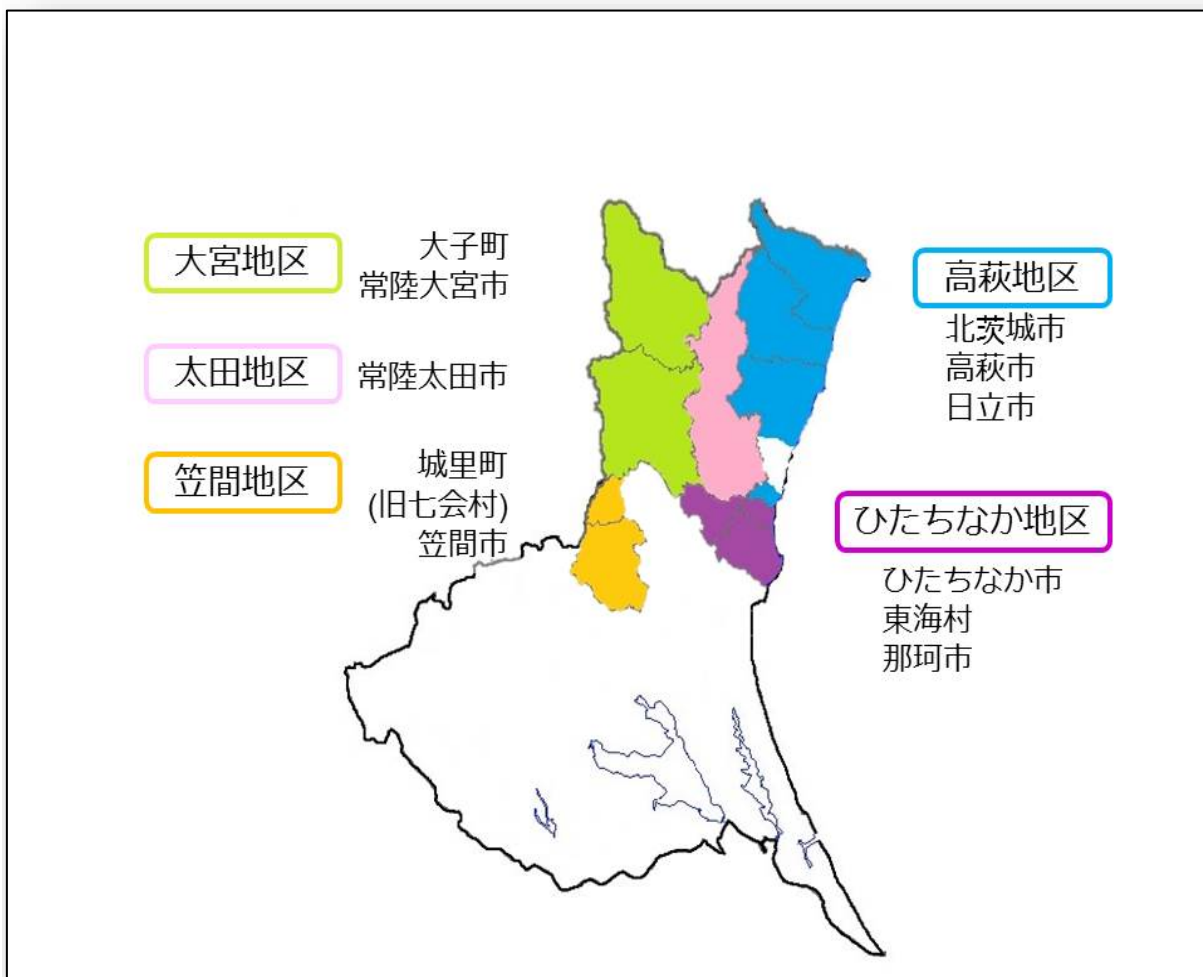 大宮地区
大子町
常陸大宮市
太田地区
常陸太田市
笠間地区
城里町
(旧七会村)
笠間市
高萩地区
北茨城市
高萩市
日立市
ひたちなか地区
ひたちなか市
東海村
那珂市